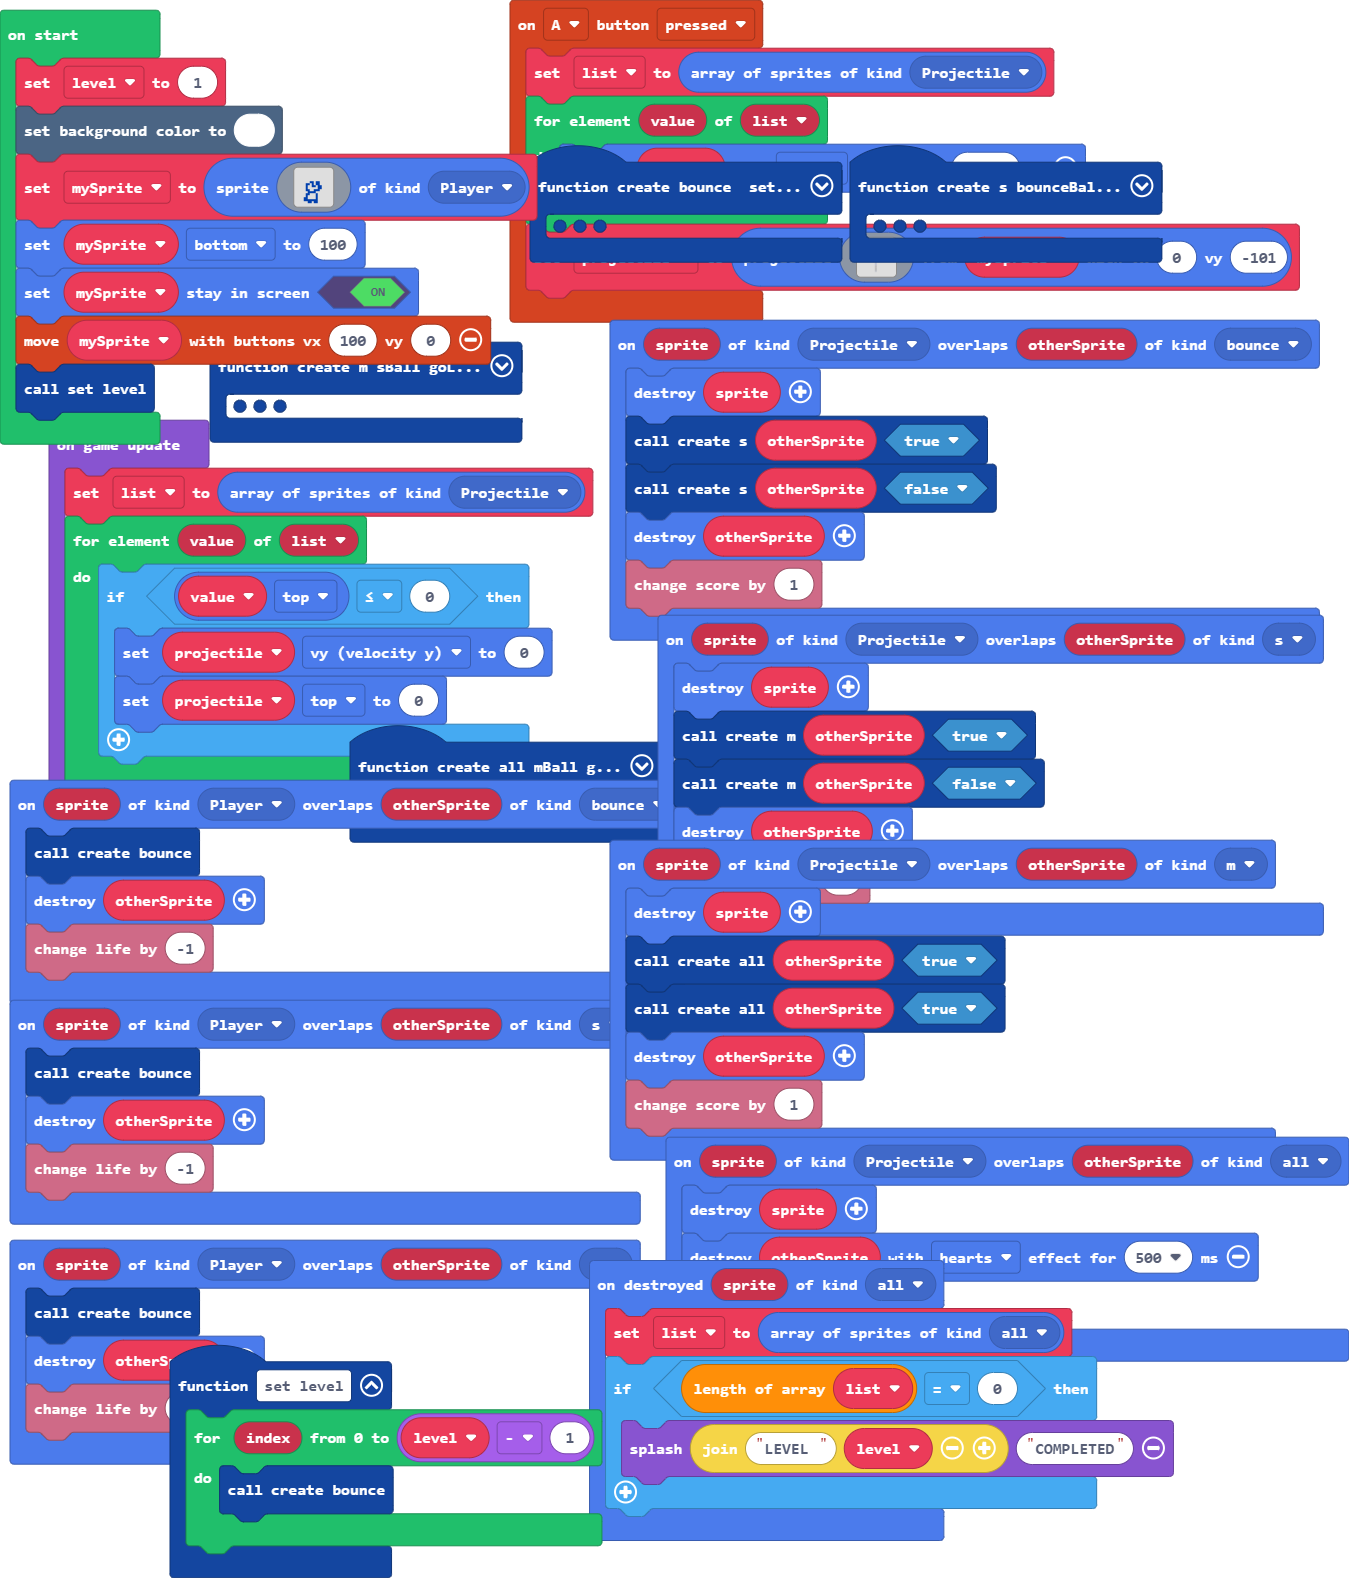 on start
set level to 1
set background color to
set mySprite to sprite of kind Player
set mySprite bottom to 100
set mySprite stay in screen ON
move mySprite with buttons vx 100 vy 0
call set level
function create m sBall goL...
on A button pressed
set list to array of sprites of kind Projectile
for element value of list
function create bounce set...
function create s bounceBal...
0 vy -101
on game update
set list to array of sprites of kind Projectile
for element value of list
do if value top ≤ 0 then
set projectile vy (velocity y) to 0
set projectile top to 0
function create all mBall g...
on sprite of kind Projectile overlaps otherSprite of kind bounce
destroy sprite
call create s otherSprite true
call create s otherSprite false
destroy otherSprite
change score by 1
on sprite of kind Projectile overlaps otherSprite of kind s
destroy sprite
call create m otherSprite true
call create m otherSprite false
destroy otherSprite
on sprite of kind Player overlaps otherSprite of kind bounce
call create bounce
destroy otherSprite
change life by -1
on sprite of kind Projectile overlaps otherSprite of kind m
destroy sprite
call create all otherSprite true
call create all otherSprite true
destroy otherSprite
change score by 1
on sprite of kind Player overlaps otherSprite of kind s
call create bounce
destroy otherSprite
change life by -1
on sprite of kind Projectile overlaps otherSprite of kind all
destroy sprite
destroy otherSprite with hearts effect for 500 ms
on sprite of kind Player overlaps otherSprite of kind
call create bounce
destroy
change life by
on destroyed sprite of kind all
set list to array of sprites of kind all
if length of array list = 0 then
splash join "LEVEL " level "COMPLETED"
function set level
for index from 0 to level - 1
do call create bounce